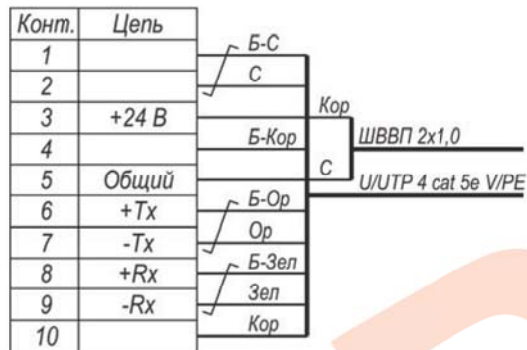 Конт. Цепь
1 Б-С
2 С
3 +24 В Кор
4 Б-Кор ШВВП 2х1,0
5 Общий С U/UTP 4 cat 5e V/PE
6 +Tx Б-Ор
7 -Tx Ор
8 +Rx Б-Зел
9 -Rx Зел
10 Кор